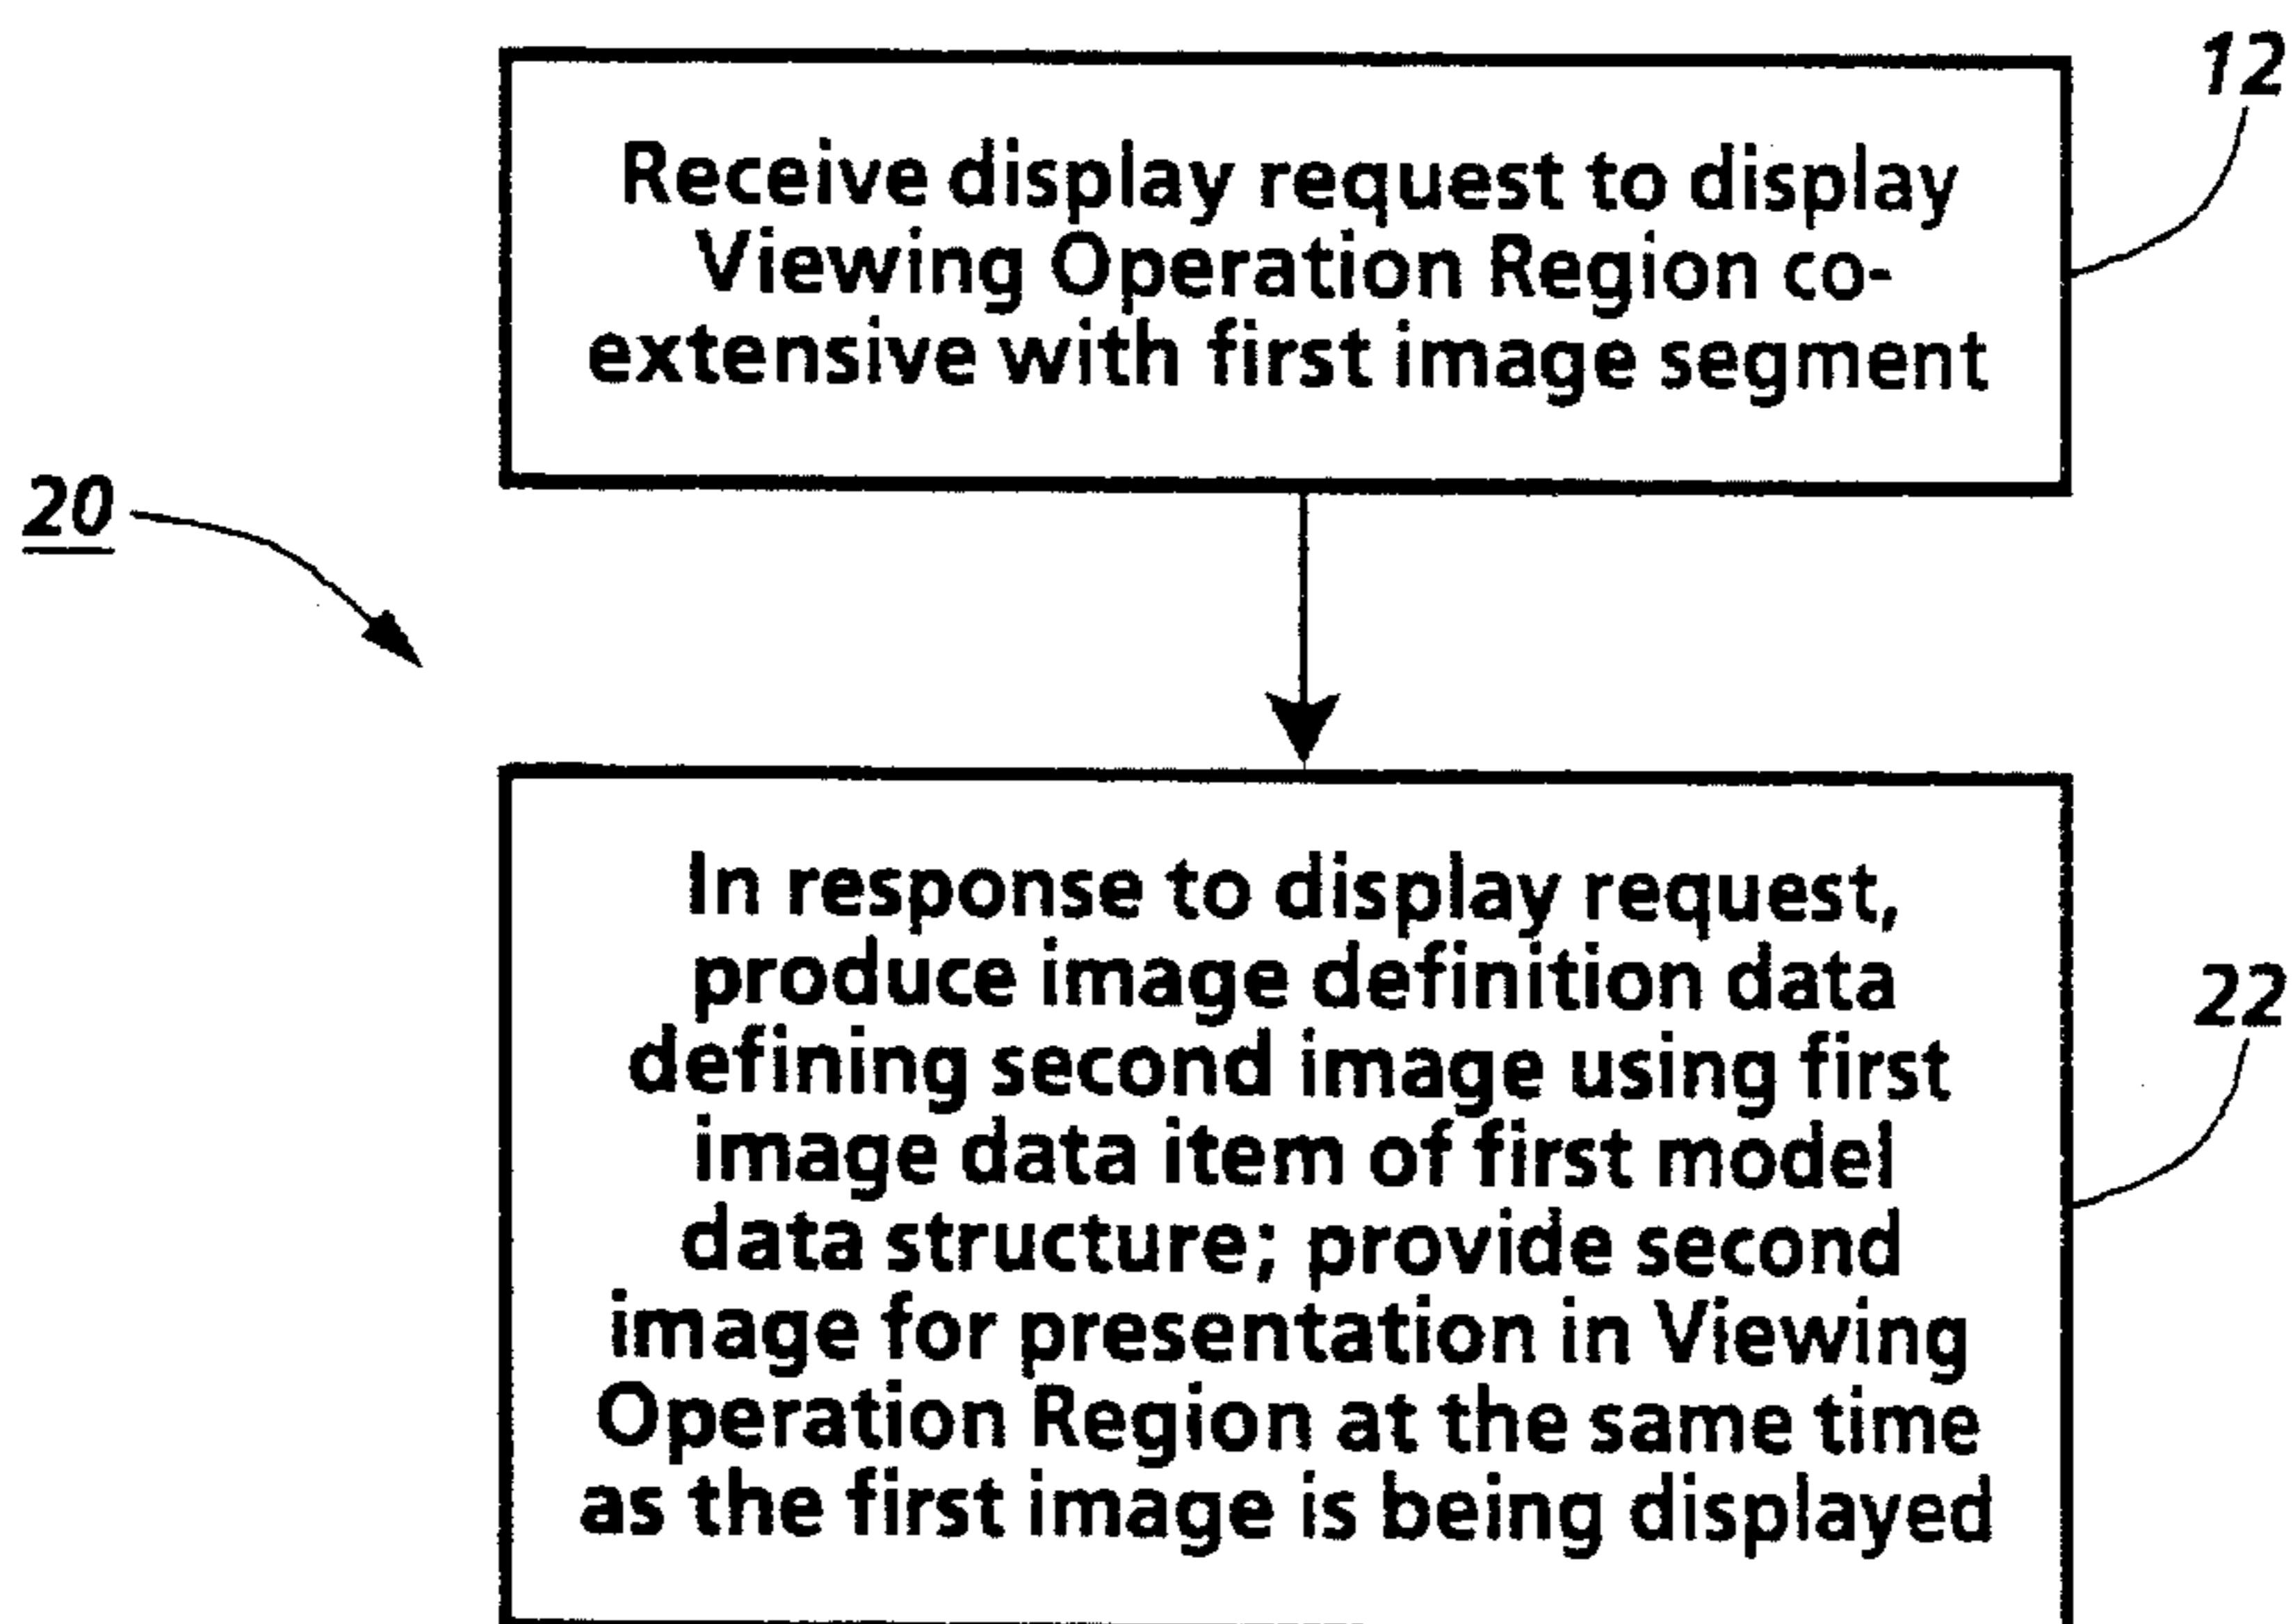 12
Receive display request to display
Viewing Operation Region co-
extensive with first image segment
20
In response to display request,
produce image definition data
defining second image using first
image data item of first model
data structure; provide second
image for presentation in Viewing
Operation Region at the same time
as the first image is being displayed
22